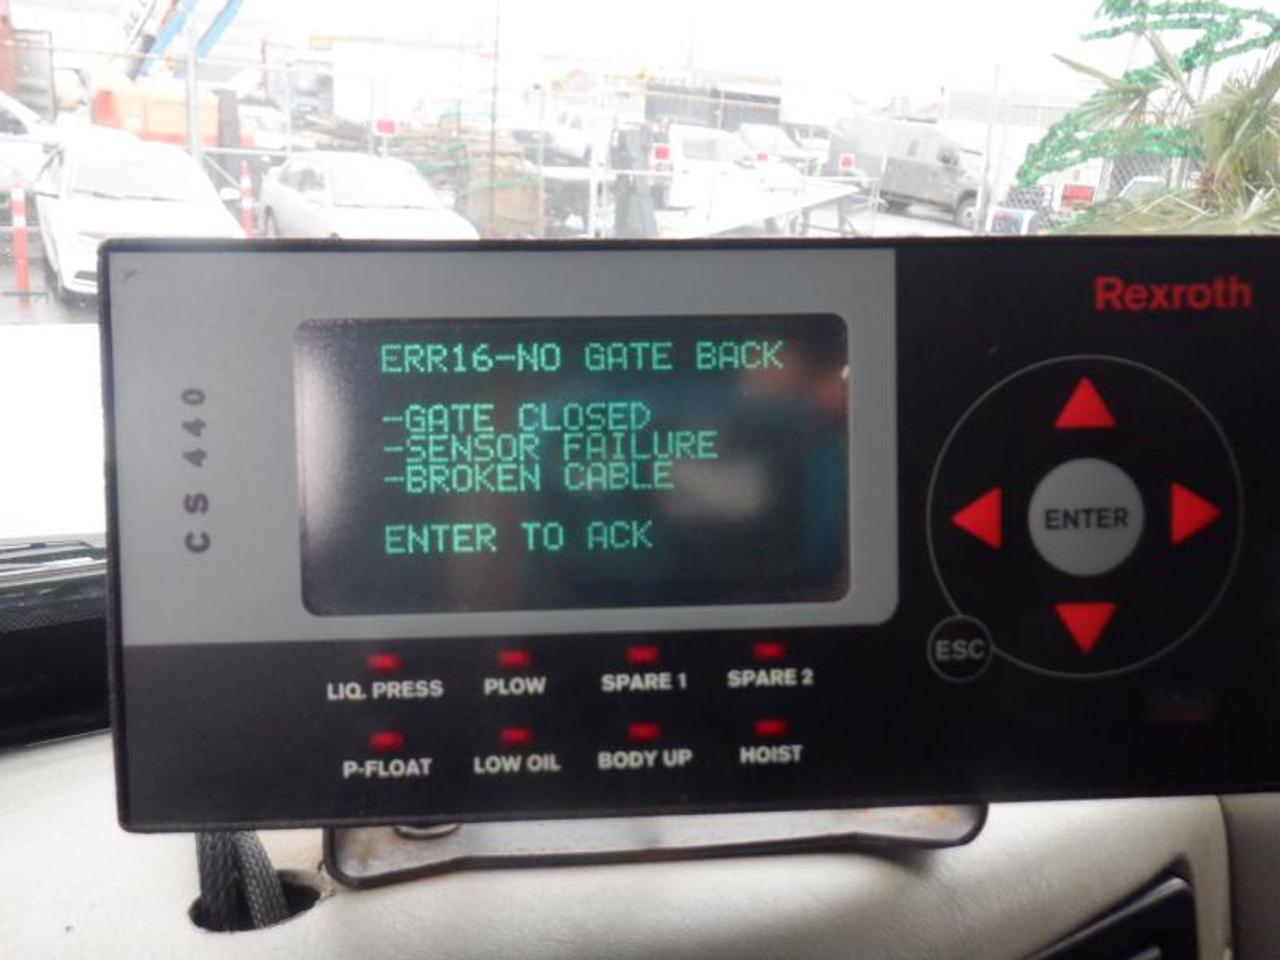 Rexroth
CS 440
ERR16-NO GATE BACK
-GATE CLOSED
-SENSOR FAILURE
-BROKEN CABLE
ENTER TO ACK
ENTER
ESC
LIQ. PRESS
PLOW
SPARE 1
SPARE 2
P-FLOAT
LOW OIL
BODY UP
HOIST